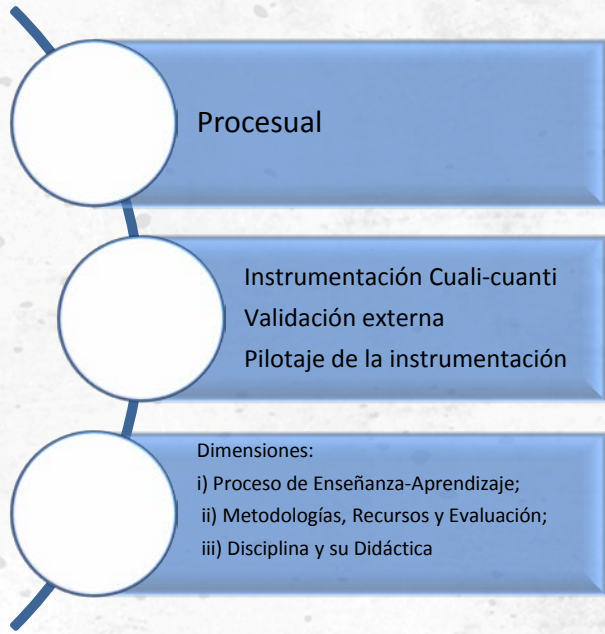 Procesual
Instrumentación Cuali-cuanti
Validación externa
Pilotaje de la instrumentación
Dimensiones:
i) Proceso de Enseñanza-Aprendizaje;
ii) Metodologías, Recursos y Evaluación;
iii) Disciplina y su Didáctica